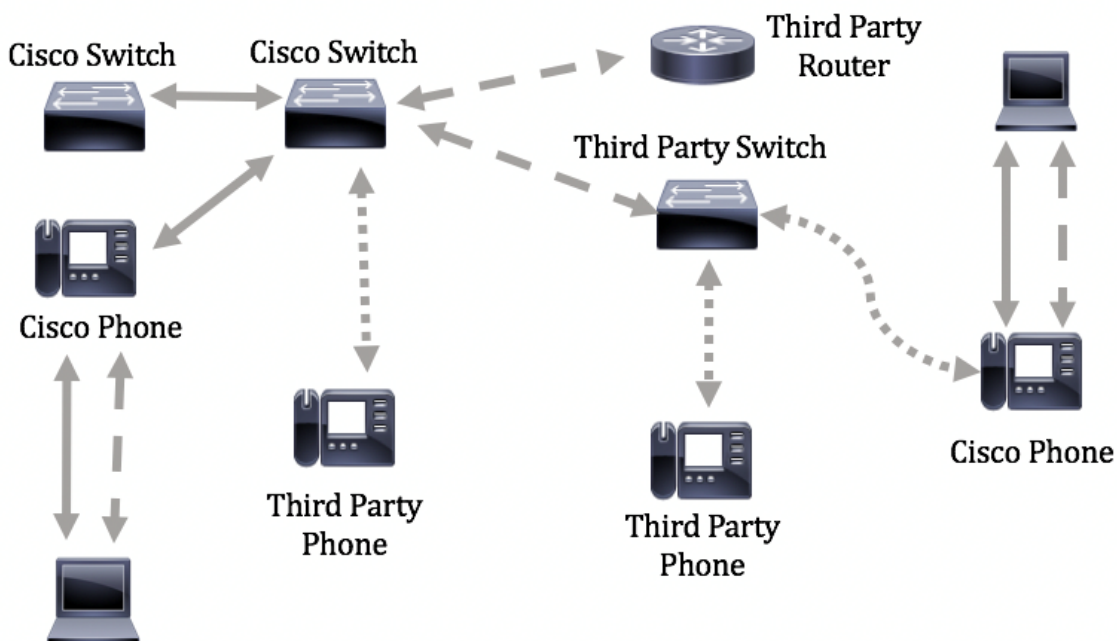 Cisco Switch
Cisco Switch
Third Party
Router
Third Party Switch
Cisco Phone
Cisco Phone
Third Party
Phone
Third Party
Phone